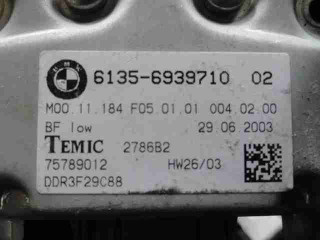 BMW
6135-6939710 02
M00.11.184 F05.01.01 004.02.00
BF low 29.06.2003
TEMIC 2786B2
75789012 HW26/03
DDR3F29C88